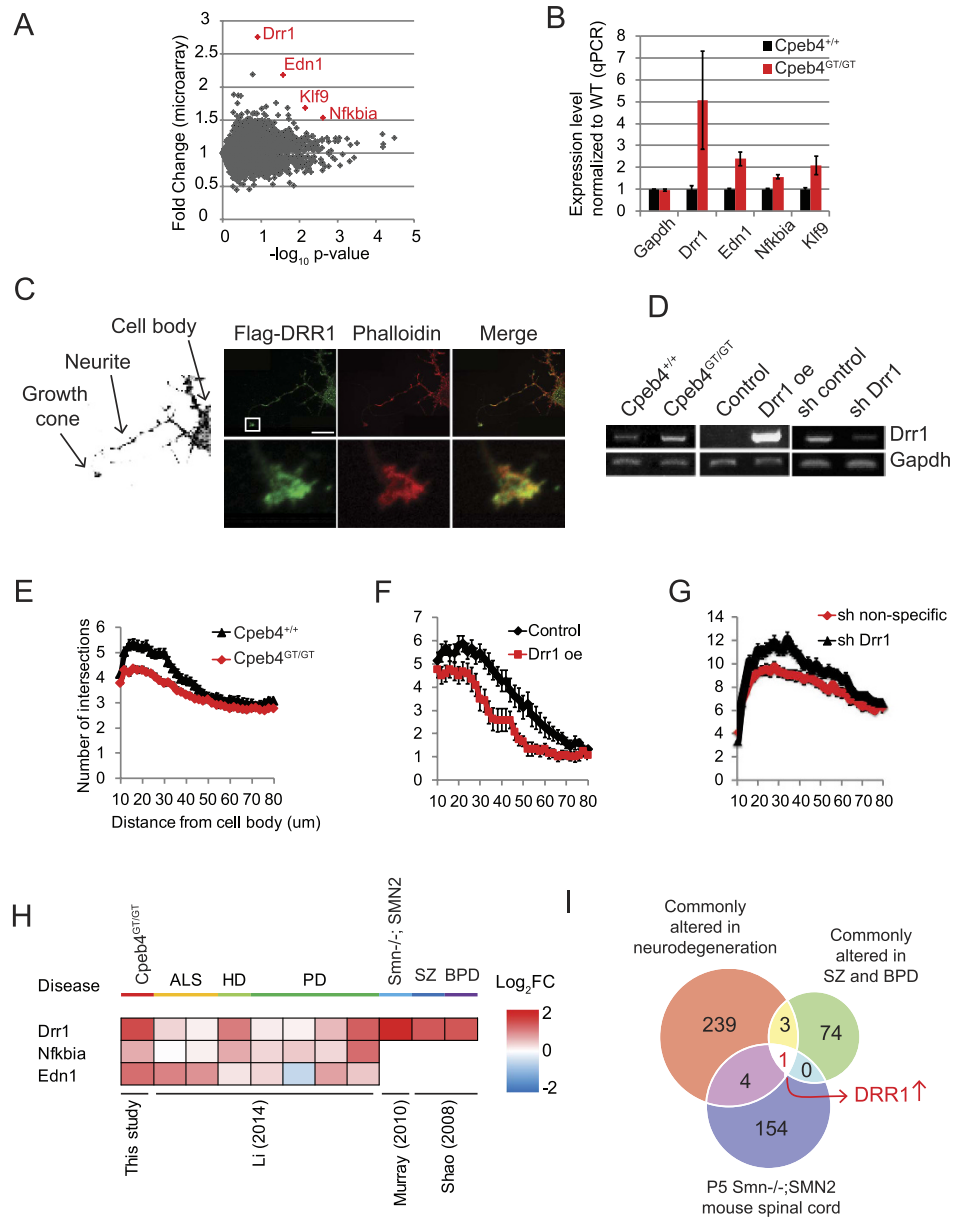 A
Fold Change (microarray)
3
2.5
2
1.5
1
0.5
0
0 1 2 3 4 5
-log10 p-value
Drr1
Edn1
Klf9
Nfkbia
B
Expression level
normalized to WT (qPCR)
8
7
6
5
4
3
2
1
0
Cpeb4+/+
Cpeb4GT/GT
Gapdh
Drr1
Edn1
Nfkbia
Klf9
C
Cell body
Neurite
Growth
cone
Flag-DRR1 Phalloidin Merge
D
Cpeb4+/+
Cpeb4GT/GT
Control
Drr1 oe
sh control
sh Drr1
Drr1
Gapdh
E
Number of intersections
6
5
4
3
2
1
0
Cpeb4+/+
Cpeb4GT/GT
10 20 30 40 50 60 70 80
Distance from cell body (um)
F
7
6
5
4
3
2
1
0
Control
Drr1 oe
10 20 30 40 50 60 70 80
G
14
12
10
8
6
4
2
0
sh non-specific
sh Drr1
10 20 30 40 50 60 70 80
H
Disease
Cpeb4GT/GT
ALS
HD
PD
Smn-/-; SMN2
SZ
BPD
Drr1
Nfkbia
Edn1
Log2FC
2
0
-2
This study
Li (2014)
Murray (2010)
Shao (2008)
I
Commonly
altered in
neurodegeneration
Commonly
altered in
SZ and BPD
239
3
74
1
0
4
DRR1↑
154
P5 Smn-/-;SMN2
mouse spinal cord